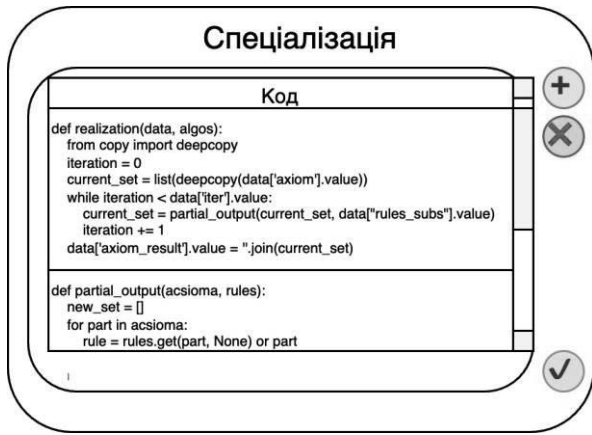 Спеціалізація
Код
def realization(data, algos):
from copy import deepcopy
iteration = 0
current_set = list(deepcopy(data['axiom'].value))
while iteration < data['iter'].value:
current_set = partial_output(current_set, data["rules_subs"].value)
iteration += 1
data['axiom_result'].value = ''.join(current_set)
def partial_output(acsioma, rules):
new_set = []
for part in acsioma:
rule = rules.get(part, None) or part